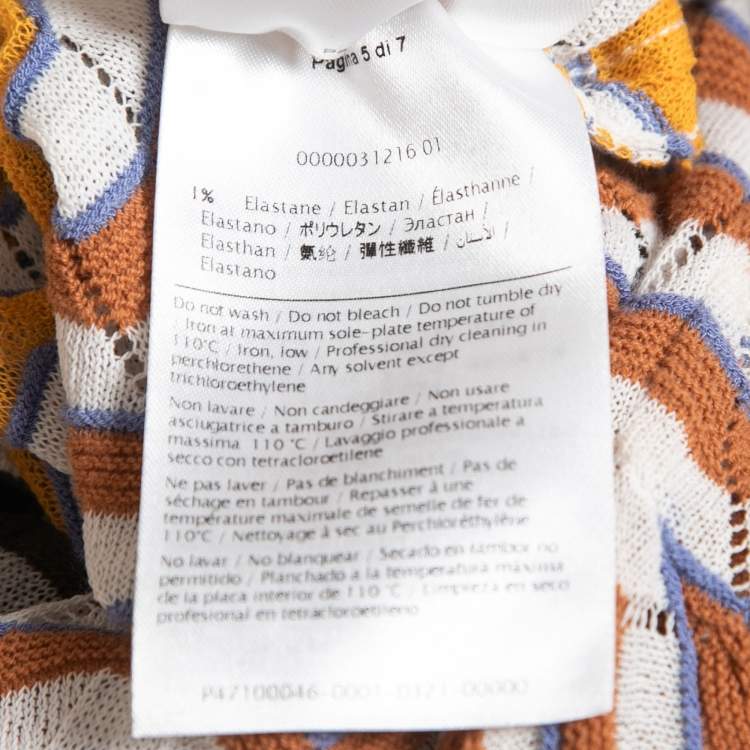 Pagina 5 di 7
0000031216 01
1% Elastane / Elastan / Élasthanne /
Elastano / ポリウレタン / Эластан /
Elasthan / 氨纶 / 彈性纖維 / /
Elastano
Do not wash / Do not bleach / Do not tumble dry
/ Iron at maximum sole-plate temperature of
110°C / Iron, low / Professional dry cleaning in
perchlorethene / Any solvent except
trichloroethylene
Non lavare / Non candeggiare / Non usare
asciugatrice a tamburo / Stirare a temperatura
massima 110 °C / Lavaggio professionale a
secco con tetracloroetilene
Ne pas laver / Pas de blanchiment / Pas de
séchage en tambour / Repasser à une
température maximale de semelle de fer de
110°C / Nettoyage à sec au Perchloréthylène
No lavar / No blanquear / Secado en tambor no
permitido / Planchado a la temperatura máxima
de la placa interior de 110 °C / Limpieza en seco
profesional en tetracloroetileno
P47100046-0001-0321-00000